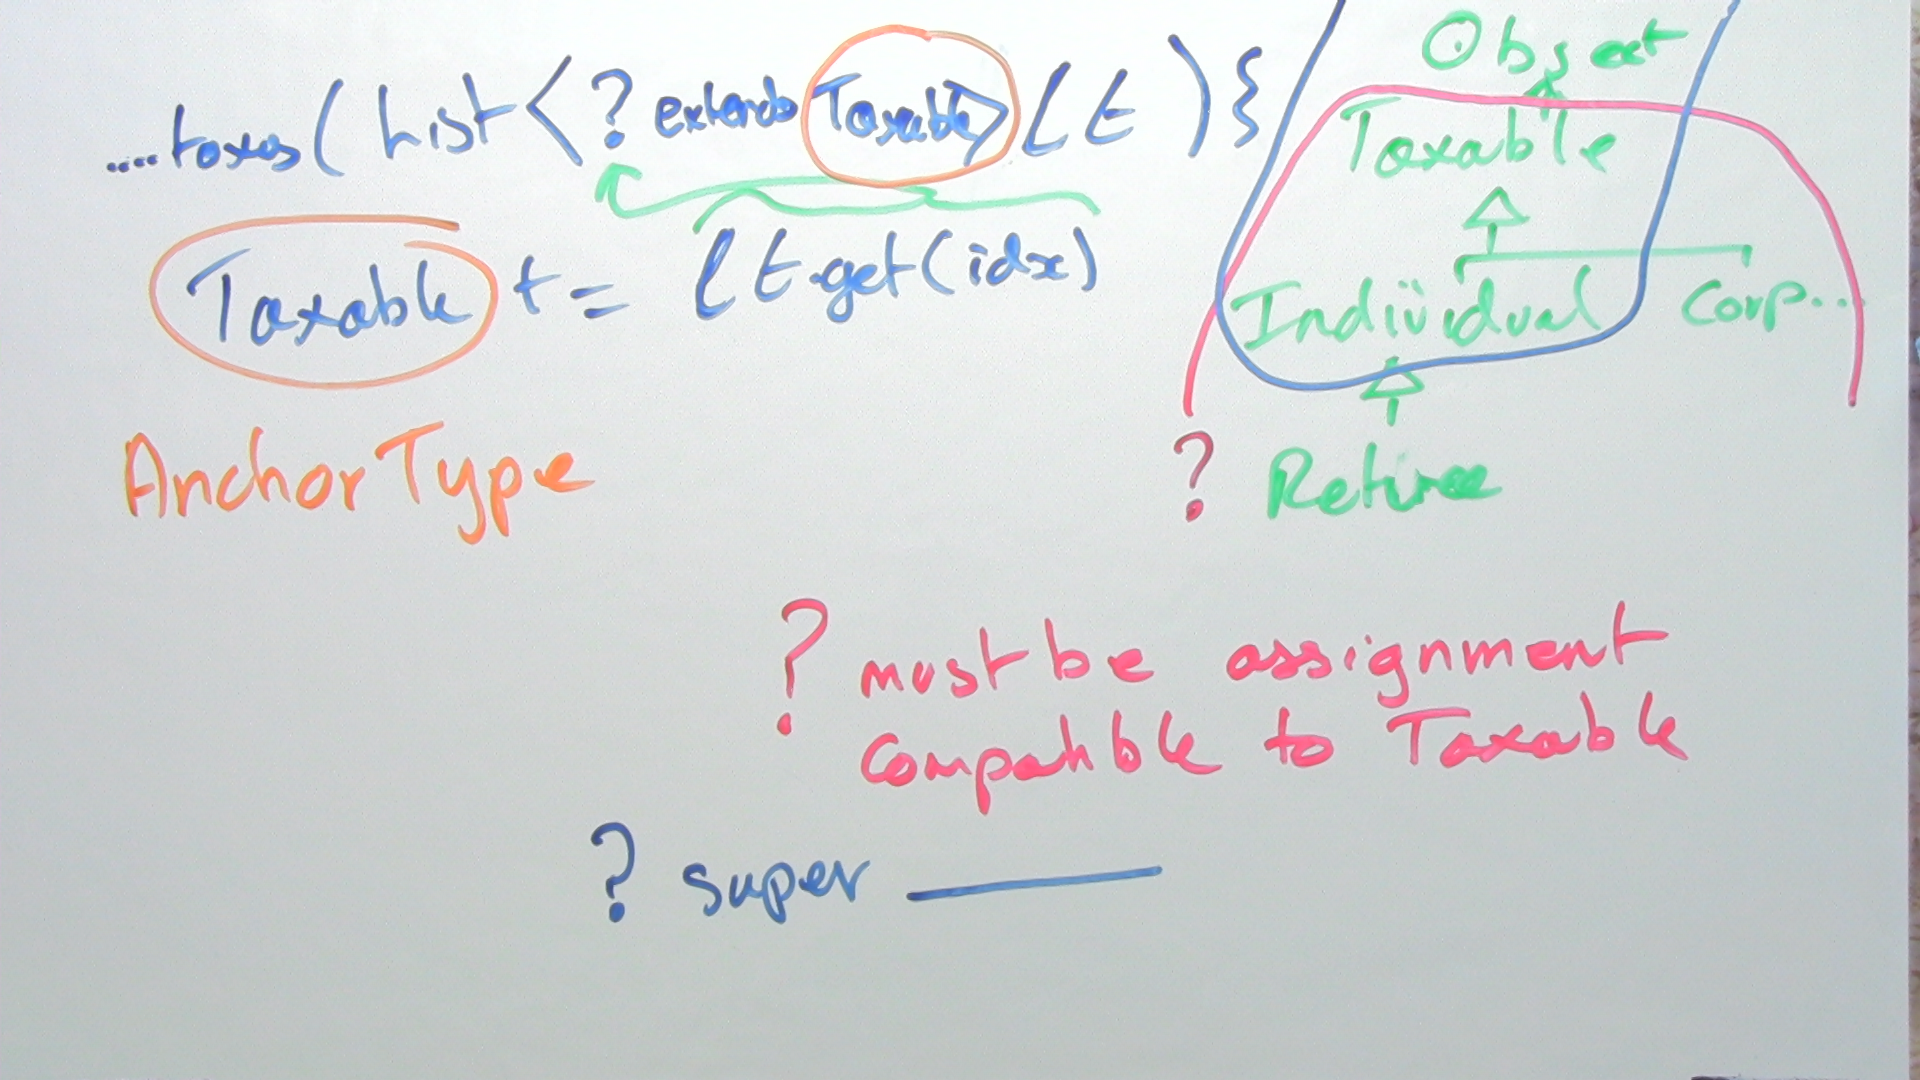 .... taxes ( List < ? extends Taxable> lt ) {
Taxable t = lt.get(idx)
AnchorType
Object
Taxable
Individual Corp...
? Retiree
? must be assignment
compatible to Taxable
? super ____